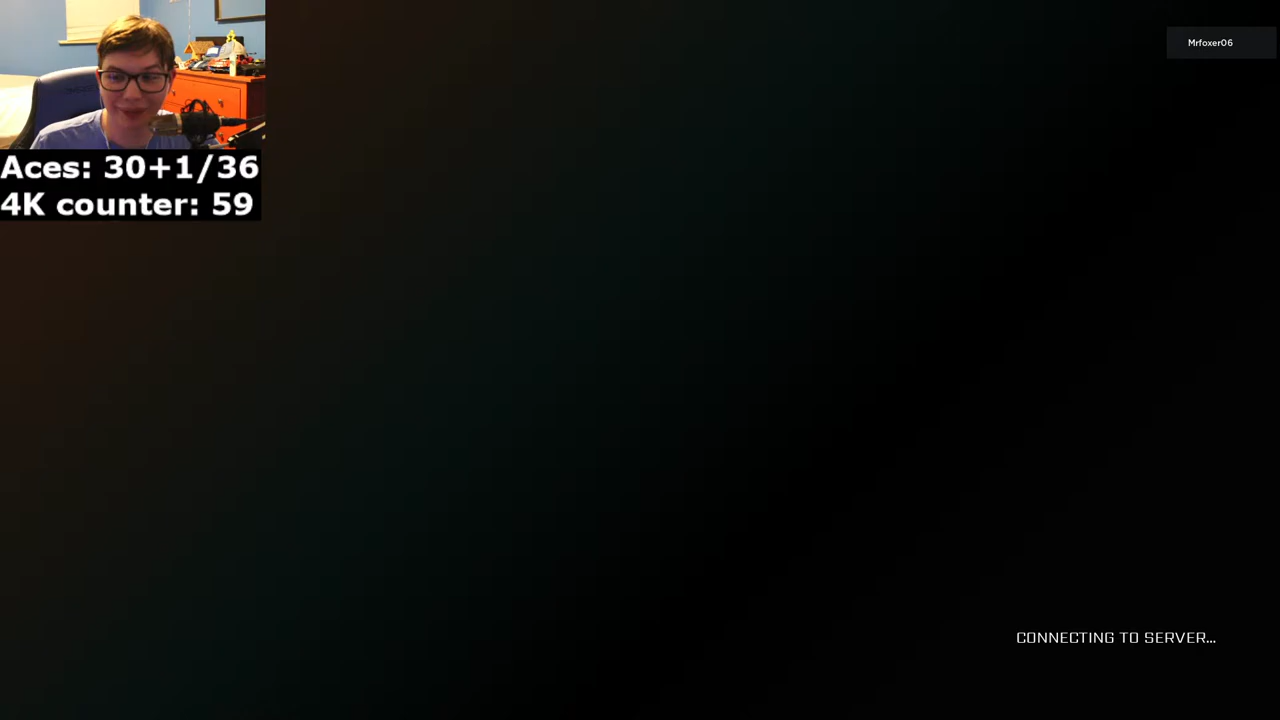 Mrfoxer06
Aces: 30+1/36
4K counter: 59
CONNECTING TO SERVER...